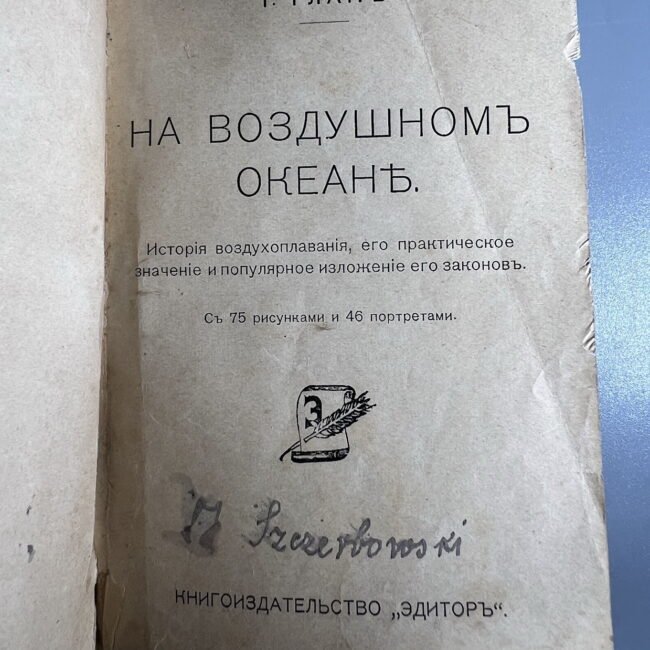 НА ВОЗДУШНОМЪ
ОКЕАНѢ.
Исторія воздухоплаванія, его практическое
значеніе и популярное изложеніе его законовъ.
Съ 75 рисунками и 46 портретами.
Э
Szczerbowski
КНИГОИЗДАТЕЛЬСТВО „ЭДИТОРЪ“.